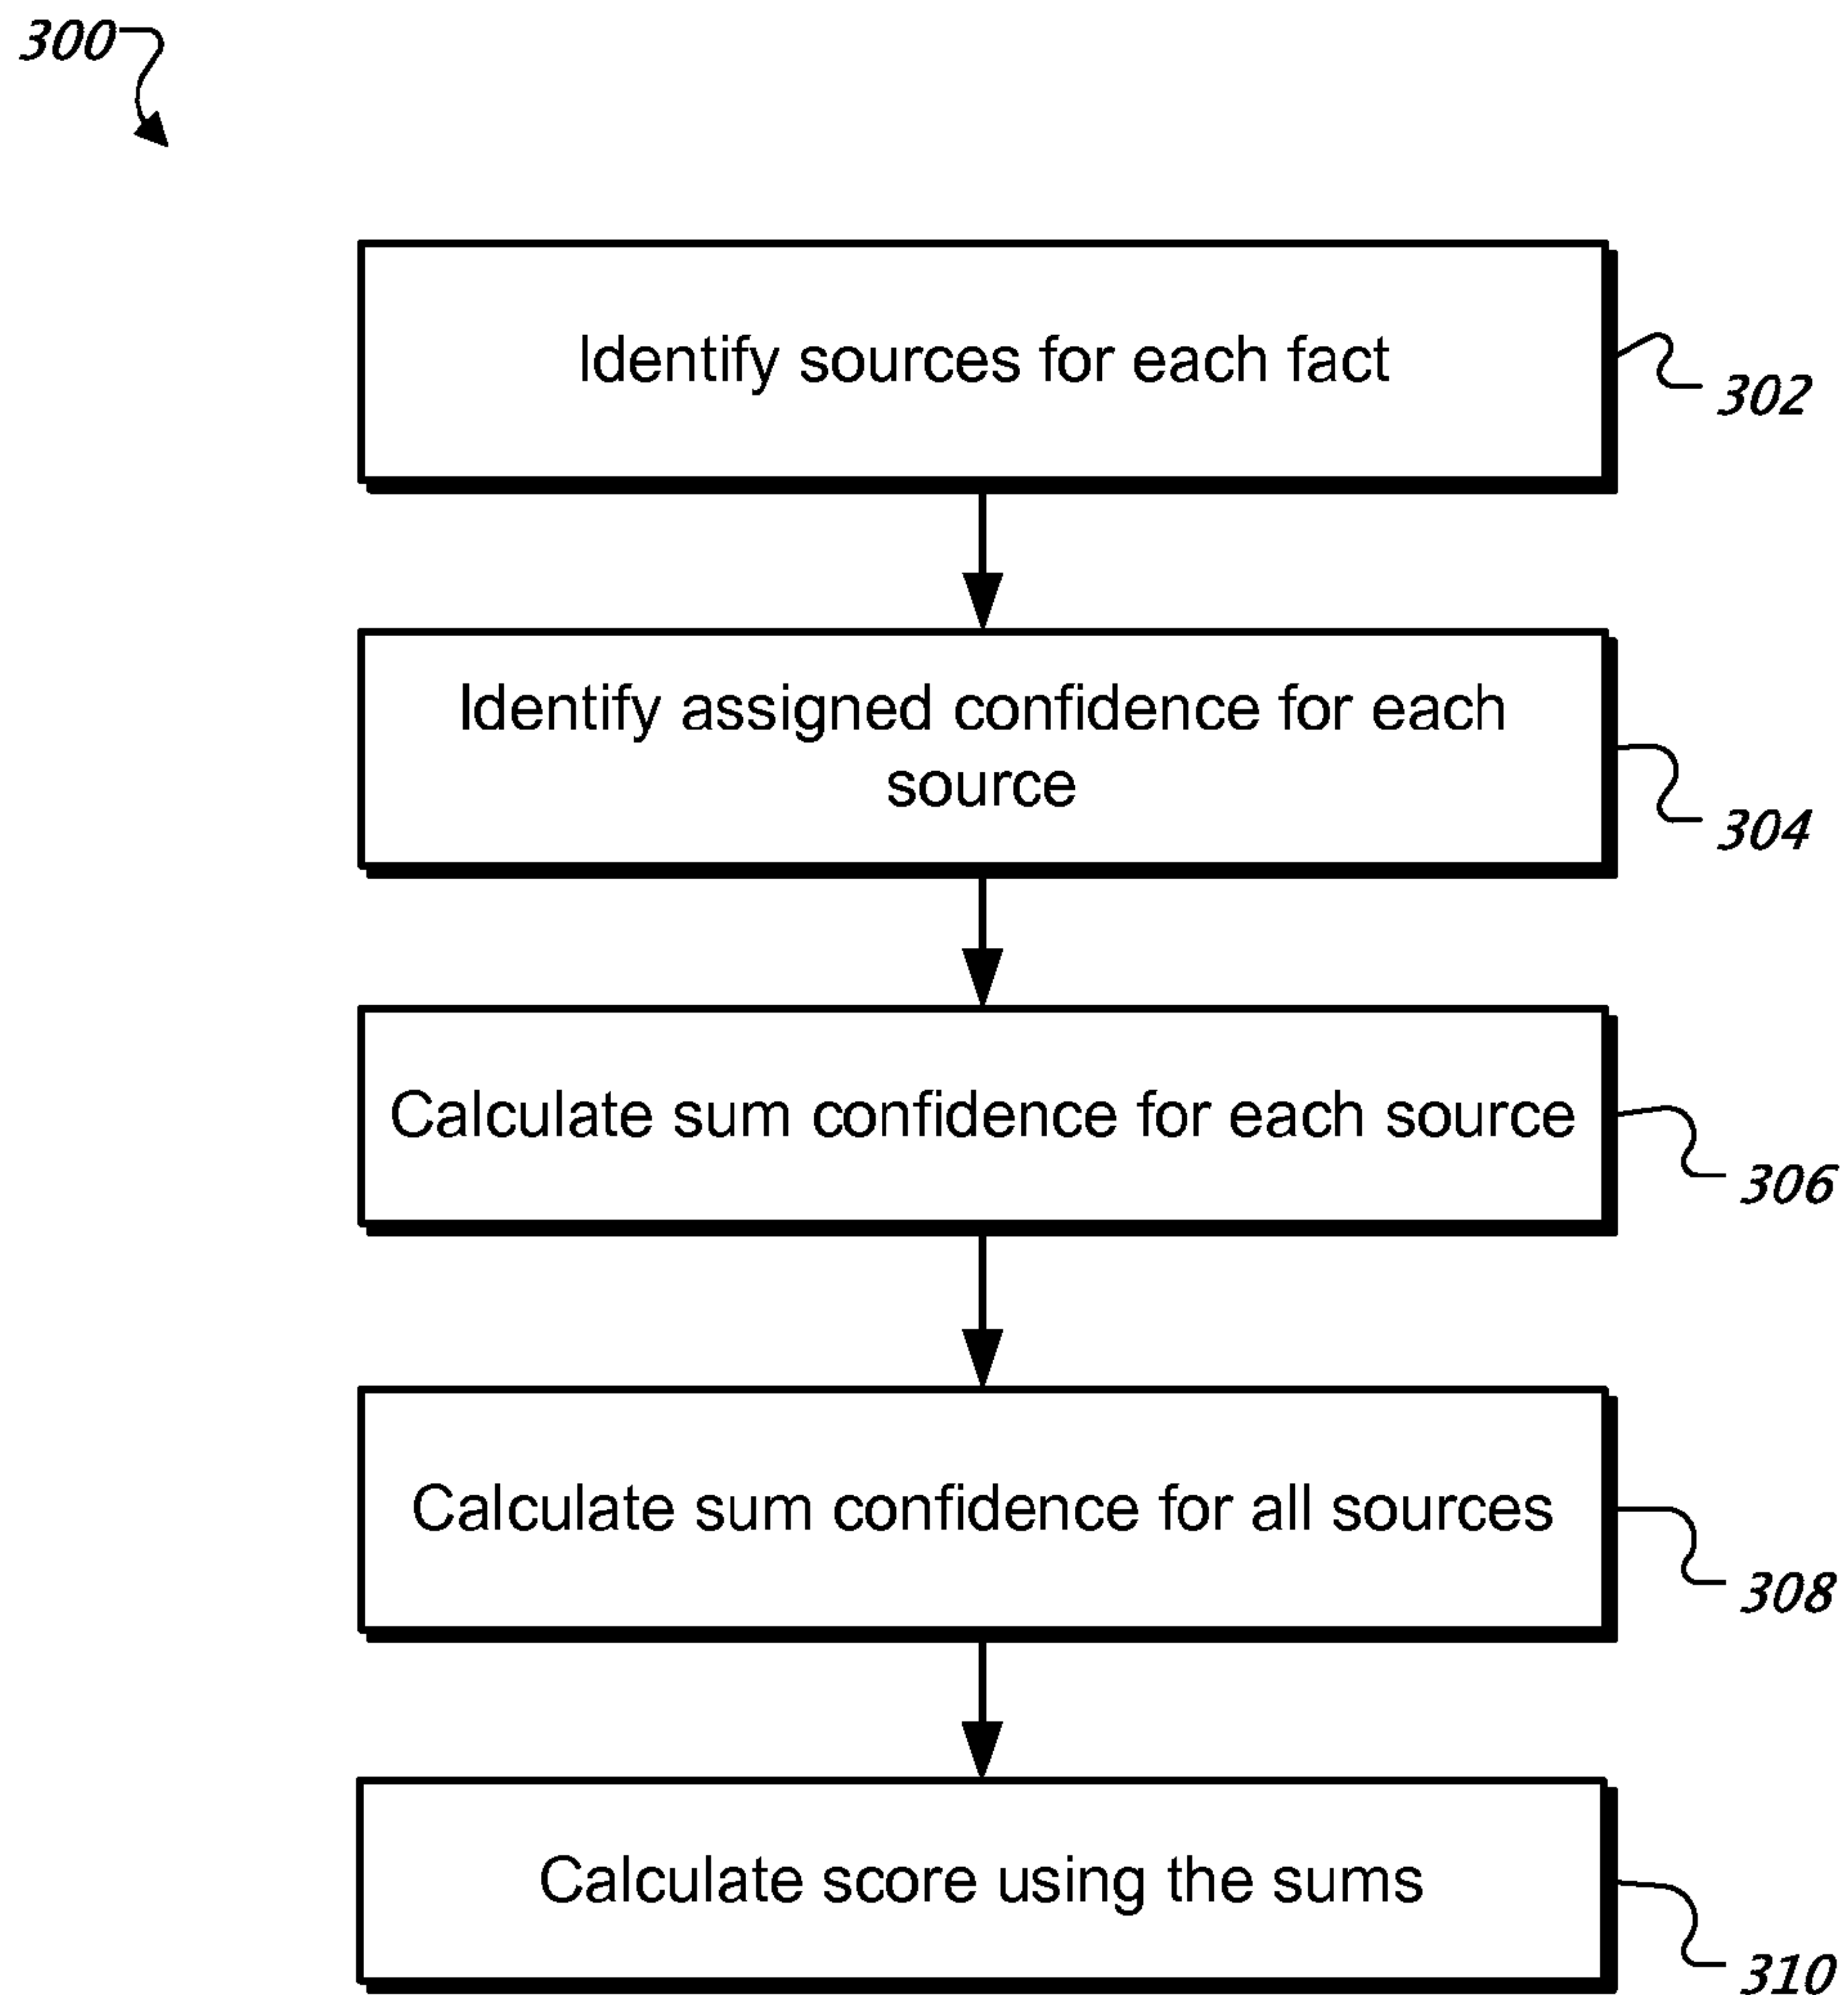 300
Identify sources for each fact
302
Identify assigned confidence for each
source
304
Calculate sum confidence for each source
306
Calculate sum confidence for all sources
308
Calculate score using the sums
310